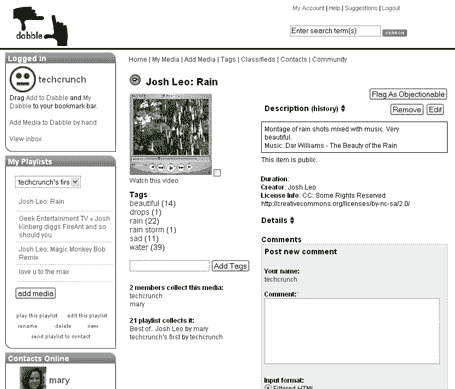 My Account | Help | Suggestions | Logout
dabble
Enter search term(s)
SEARCH
Logged in
techcrunch
Drag Add to Dabble and My
Dabble to your bookmark bar.
Add Media to Dabble by hand
View inbox
My Playlists
techcrunch's firs
Josh Leo: Rain
Geek Entertainment TV » Josh
Kinberg diggs FireAnt and so
should you
Josh Leo: Magic Monkey Bob
Remix
love u to the max
add media
play this playlist edit this playlist
rename delete new
send playlist to contact
Contacts Online
mary
Home | My Media | Add Media | Tags | Classifieds | Contacts | Community
Josh Leo: Rain
Watch this video
Tags
beautiful (14)
drops (1)
rain (22)
rain storm (1)
sad (11)
water (39)
Add Tags
2 members collect this media:
techcrunch
mary
21 playlist collects it:
Best of. Josh Leo by mary
techcrunch's first by techcrunch
Flag As Objectionable
Description (history)
Remove Edit
Montage of rain shots mixed with music. Very
beautiful.
Music: Dar Williams - The Beauty of the Rain
This item is public.
Duration:
Creator: Josh Leo
License Info: CC: Some Rights Reserved
http://creativecommons.org/licenses/by-nc-sa/2.0/
Details
Comments
Post new comment
Your name:
techcrunch
Comment:
Input format:
Filtered HTML